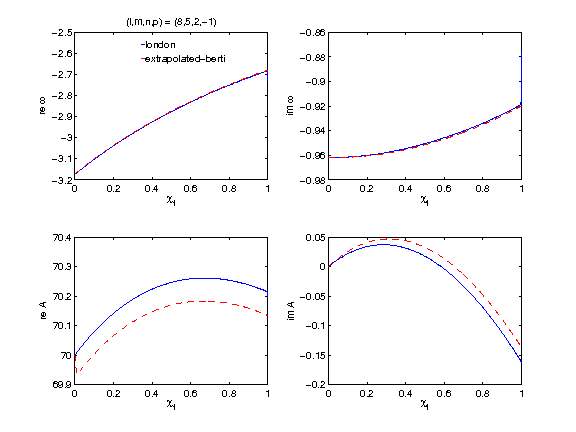 (l,m,n,p) = (8,5,2,−1)
−2.5
−2.6
−2.7
−2.8
−2.9
−3
−3.1
−3.2
re ω
london
extrapolated−berti
0 0.2 0.4 0.6 0.8 1
χf
−0.86
−0.88
−0.9
−0.92
−0.94
−0.96
−0.98
im ω
0 0.2 0.4 0.6 0.8 1
χf
70.4
70.3
70.2
70.1
70
69.9
re A
0 0.2 0.4 0.6 0.8 1
χf
0.05
0
−0.05
−0.1
−0.15
−0.2
im A
0 0.2 0.4 0.6 0.8 1
χf